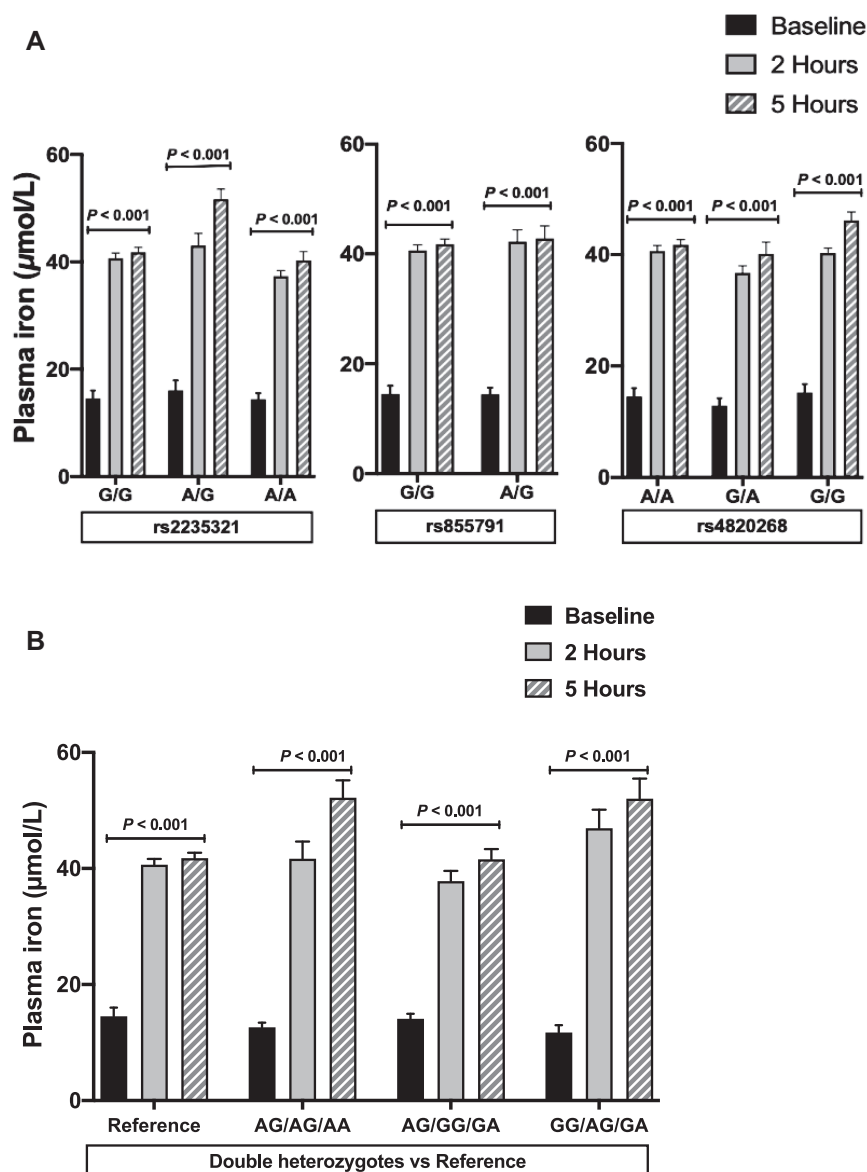 A
Baseline
2 Hours
5 Hours
Plasma iron (µmol/L)
60
40
20
0
P < 0.001
P < 0.001
P < 0.001
G/G A/G A/A
rs2235321
60
40
20
0
P < 0.001
P < 0.001
G/G A/G
rs855791
60
40
20
0
P < 0.001
P < 0.001
P < 0.001
A/A G/A G/G
rs4820268
B
Baseline
2 Hours
5 Hours
Plasma iron (µmol/L)
60
40
20
0
P < 0.001
P < 0.001
P < 0.001
P < 0.001
Reference AG/AG/AA AG/GG/GA GG/AG/GA
Double heterozygotes vs Reference